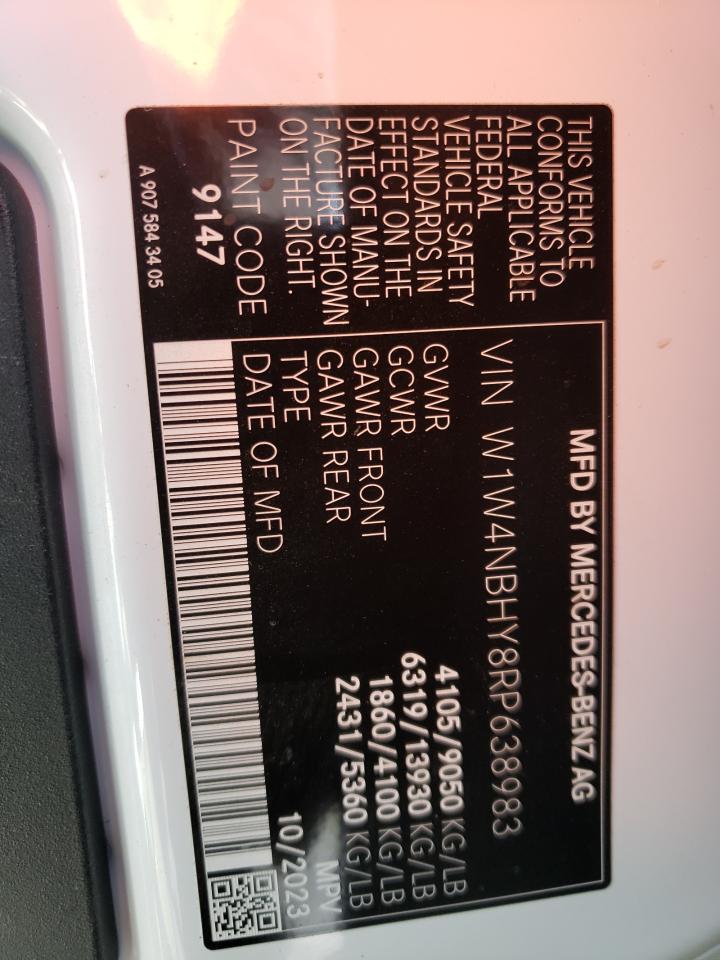 THIS VEHICLE
CONFORMS TO
ALL APPLICABLE
FEDERAL
VEHICLE SAFETY
STANDARDS IN
EFFECT ON THE
DATE OF MANU-
FACTURE SHOWN
ON THE RIGHT.
PAINT CODE
9147
A 907 584 34 05
MFD BY MERCEDES-BENZ AG
VIN W1W4NBHY8RP638983
GVWR 4105/9050 KG/LB
GCWR 6319/13930 KG/LB
GAWR FRONT 1860/4100 KG/LB
GAWR REAR 2431/5360 KG/LB
TYPE MPV
DATE OF MFD 10/2023